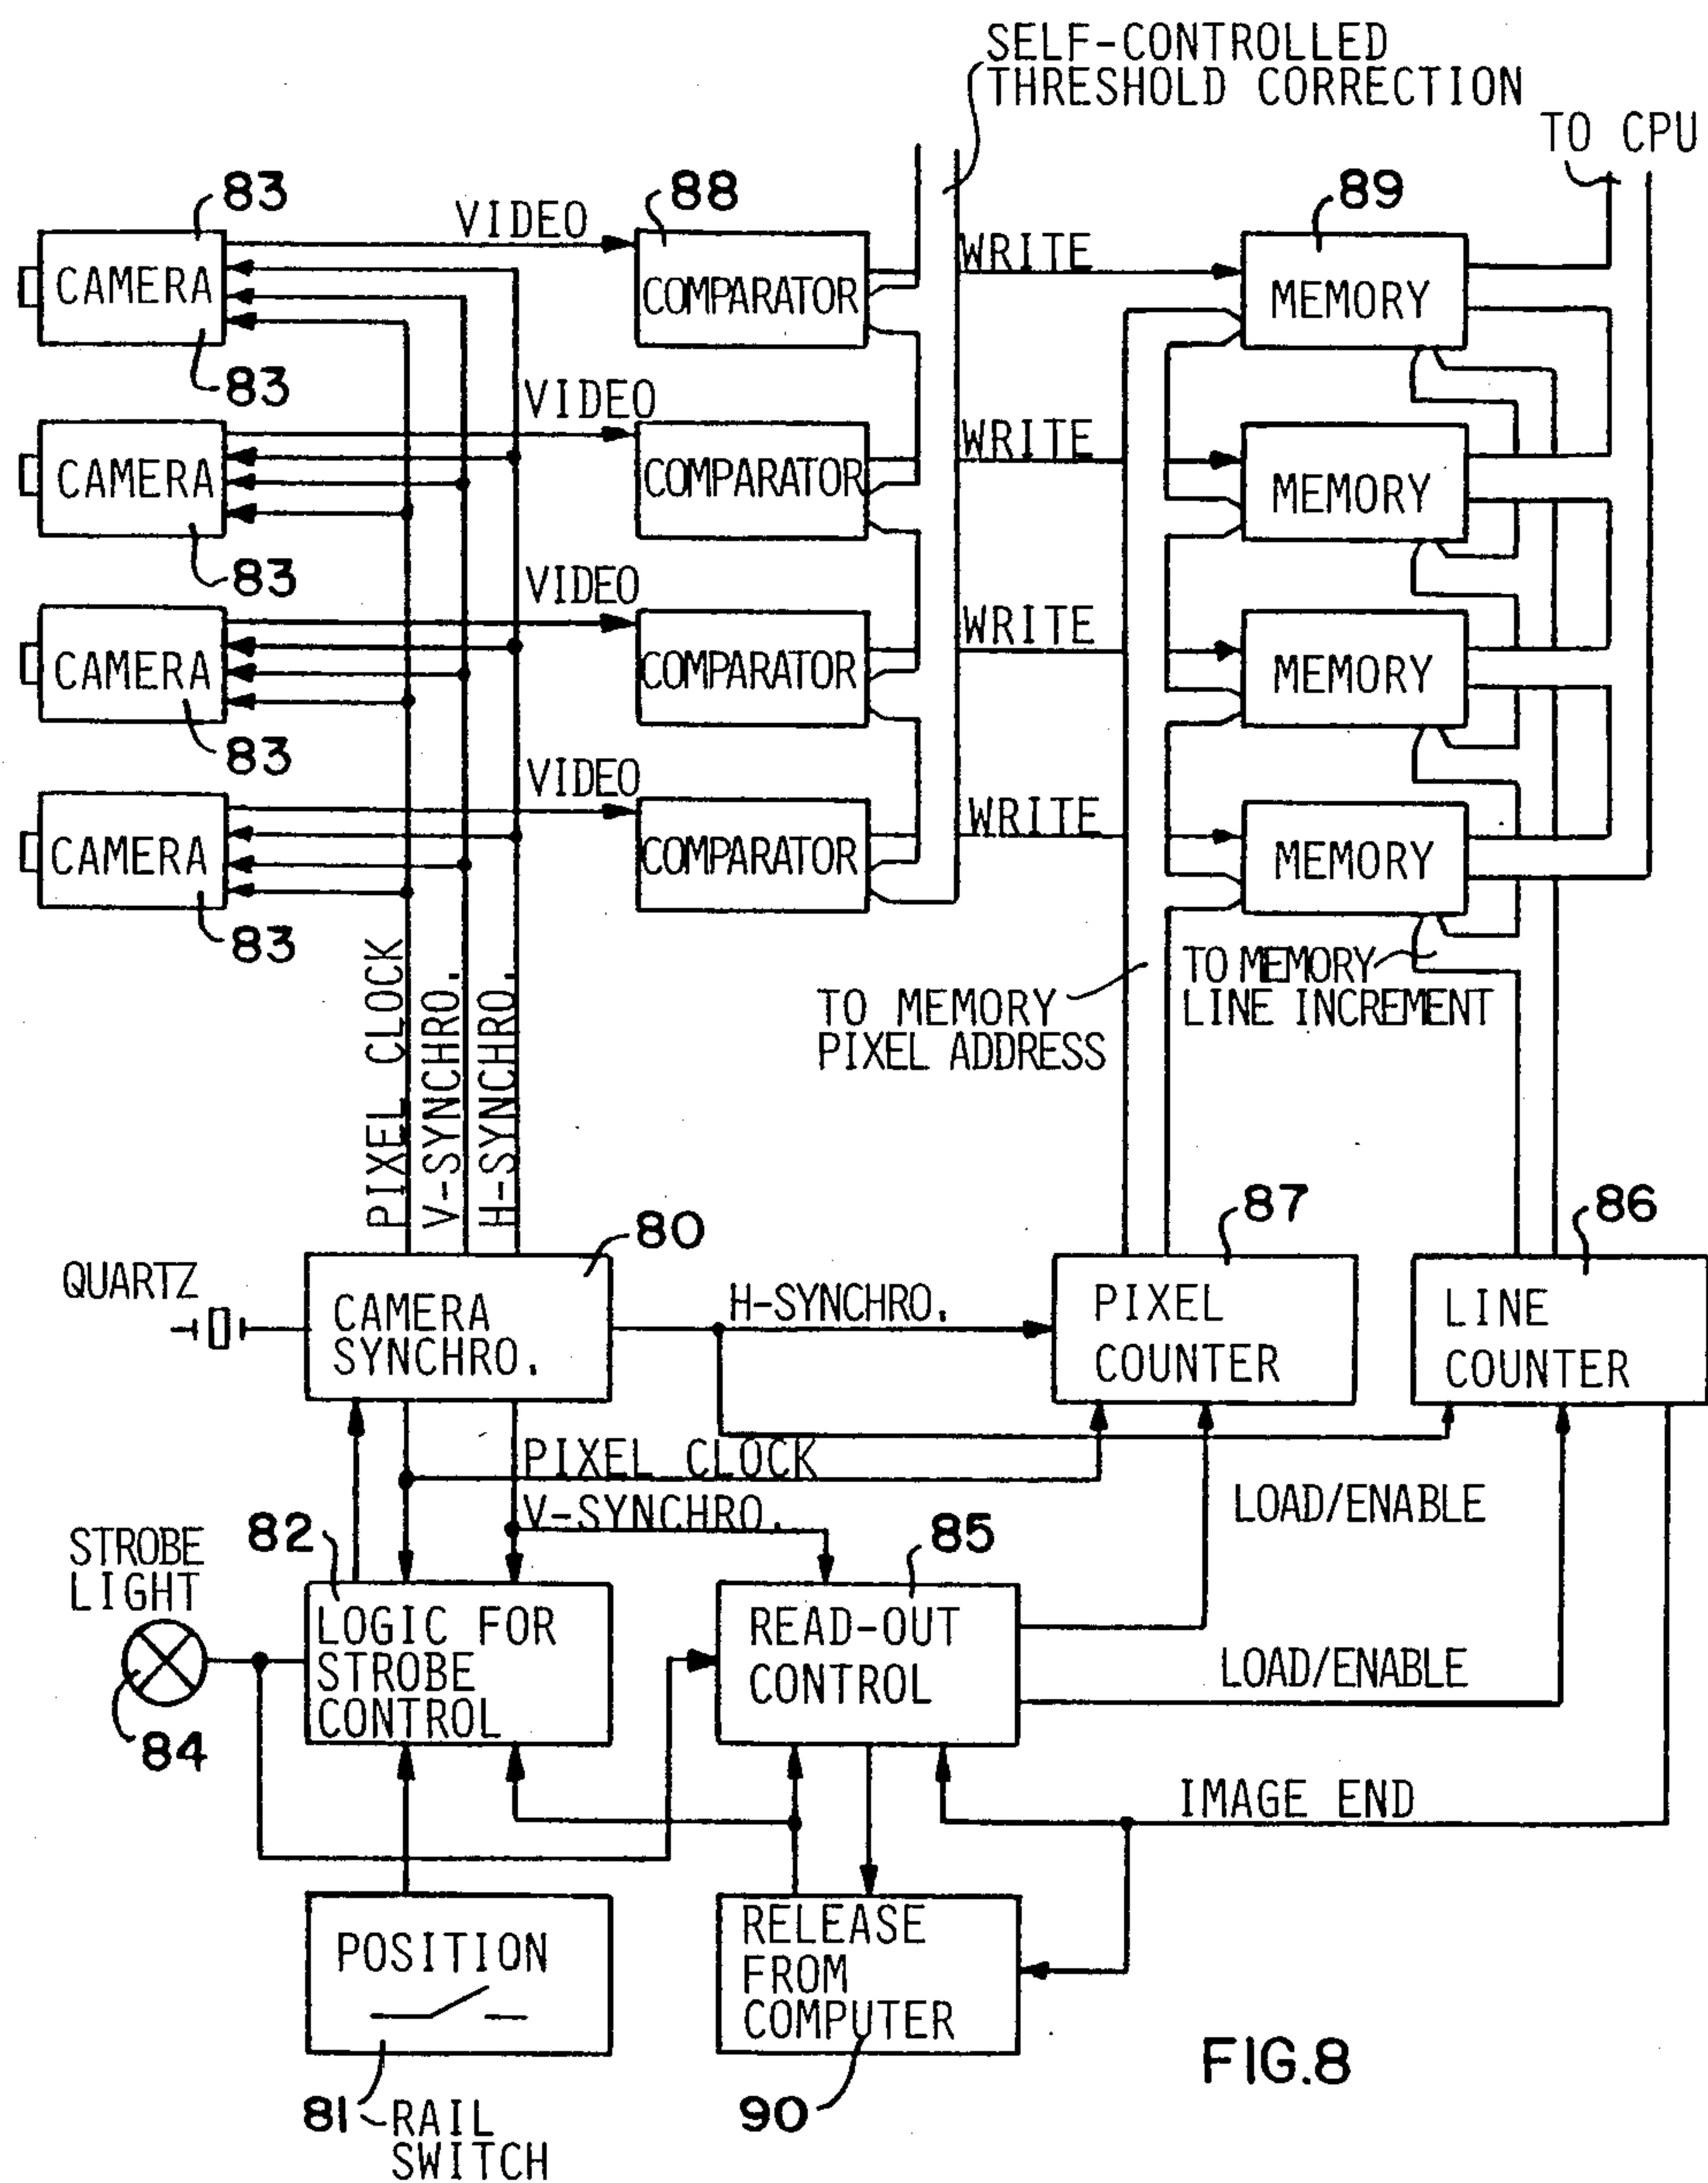 SELF-CONTROLLED
THRESHOLD CORRECTION
TO CPU
83
VIDEO
88
89
CAMERA
COMPARATOR
WRITE
MEMORY
83
VIDEO
CAMERA
COMPARATOR
WRITE
MEMORY
83
VIDEO
CAMERA
COMPARATOR
WRITE
MEMORY
83
VIDEO
CAMERA
COMPARATOR
WRITE
MEMORY
83
PIXEL CLOCK
V-SYNCHRO.
H-SYNCHRO.
TO MEMORY
PIXEL ADDRESS
TO MEMORY
LINE INCREMENT
80
87
86
QUARTZ
CAMERA
SYNCHRO.
H-SYNCHRO.
PIXEL
COUNTER
LINE
COUNTER
PIXEL CLOCK
V-SYNCHRO.
LOAD/ENABLE
STROBE
LIGHT
82
85
LOGIC FOR
STROBE
CONTROL
READ-OUT
CONTROL
LOAD/ENABLE
84
IMAGE END
POSITION
RELEASE
FROM
COMPUTER
81
RAIL
SWITCH
90
FIG.8